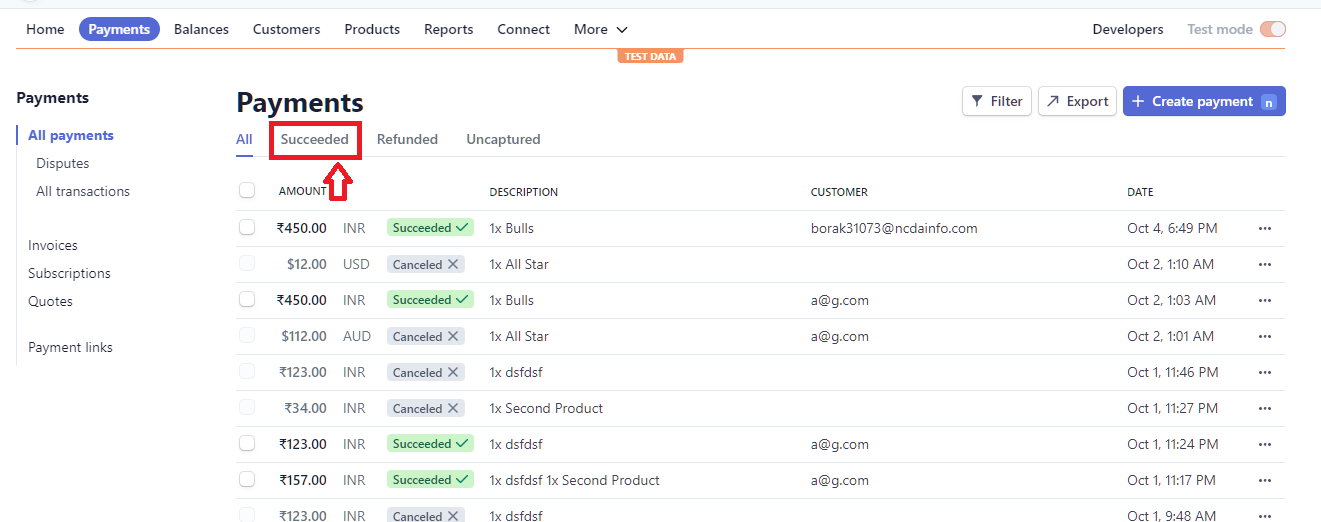 Home Payments Balances Customers Products Reports Connect More Developers Test mode
TEST DATA
Payments
All payments
Disputes
All transactions
Invoices
Subscriptions
Quotes
Payment links
Payments
Filter Export + Create payment n
All Succeeded Refunded Uncaptured
AMOUNT DESCRIPTION CUSTOMER DATE
₹450.00 INR Succeeded 1x Bulls borak31073@ncdainfo.com Oct 4, 6:49 PM
$12.00 USD Canceled 1x All Star Oct 2, 1:10 AM
₹450.00 INR Succeeded 1x Bulls a@g.com Oct 2, 1:03 AM
$112.00 AUD Canceled 1x All Star a@g.com Oct 2, 1:01 AM
₹123.00 INR Canceled 1x dsfdsf Oct 1, 11:46 PM
₹34.00 INR Canceled 1x Second Product Oct 1, 11:27 PM
₹123.00 INR Succeeded 1x dsfdsf a@g.com Oct 1, 11:24 PM
₹157.00 INR Succeeded 1x dsfdsf 1x Second Product a@g.com Oct 1, 11:17 PM
₹123.00 INR Canceled 1x dsfdsf Oct 1, 9:48 AM